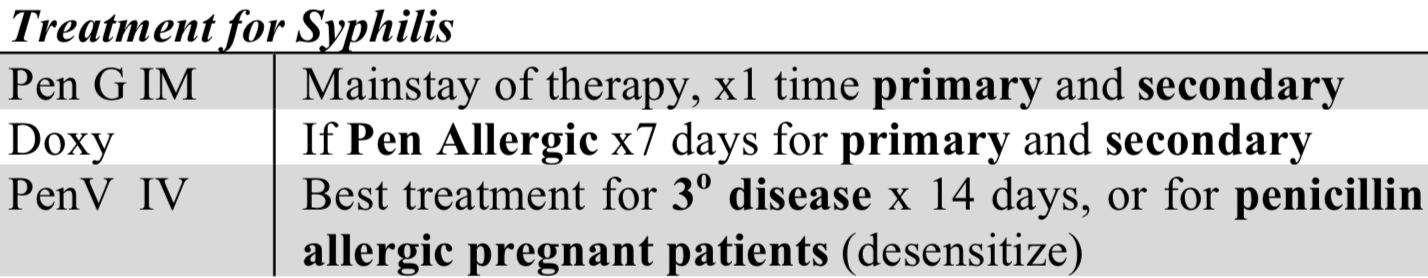 Treatment for Syphilis
Pen G IM Mainstay of therapy, x1 time primary and secondary
Doxy If Pen Allergic x7 days for primary and secondary
PenV IV Best treatment for 3º disease x 14 days, or for penicillin
allergic pregnant patients (desensitize)